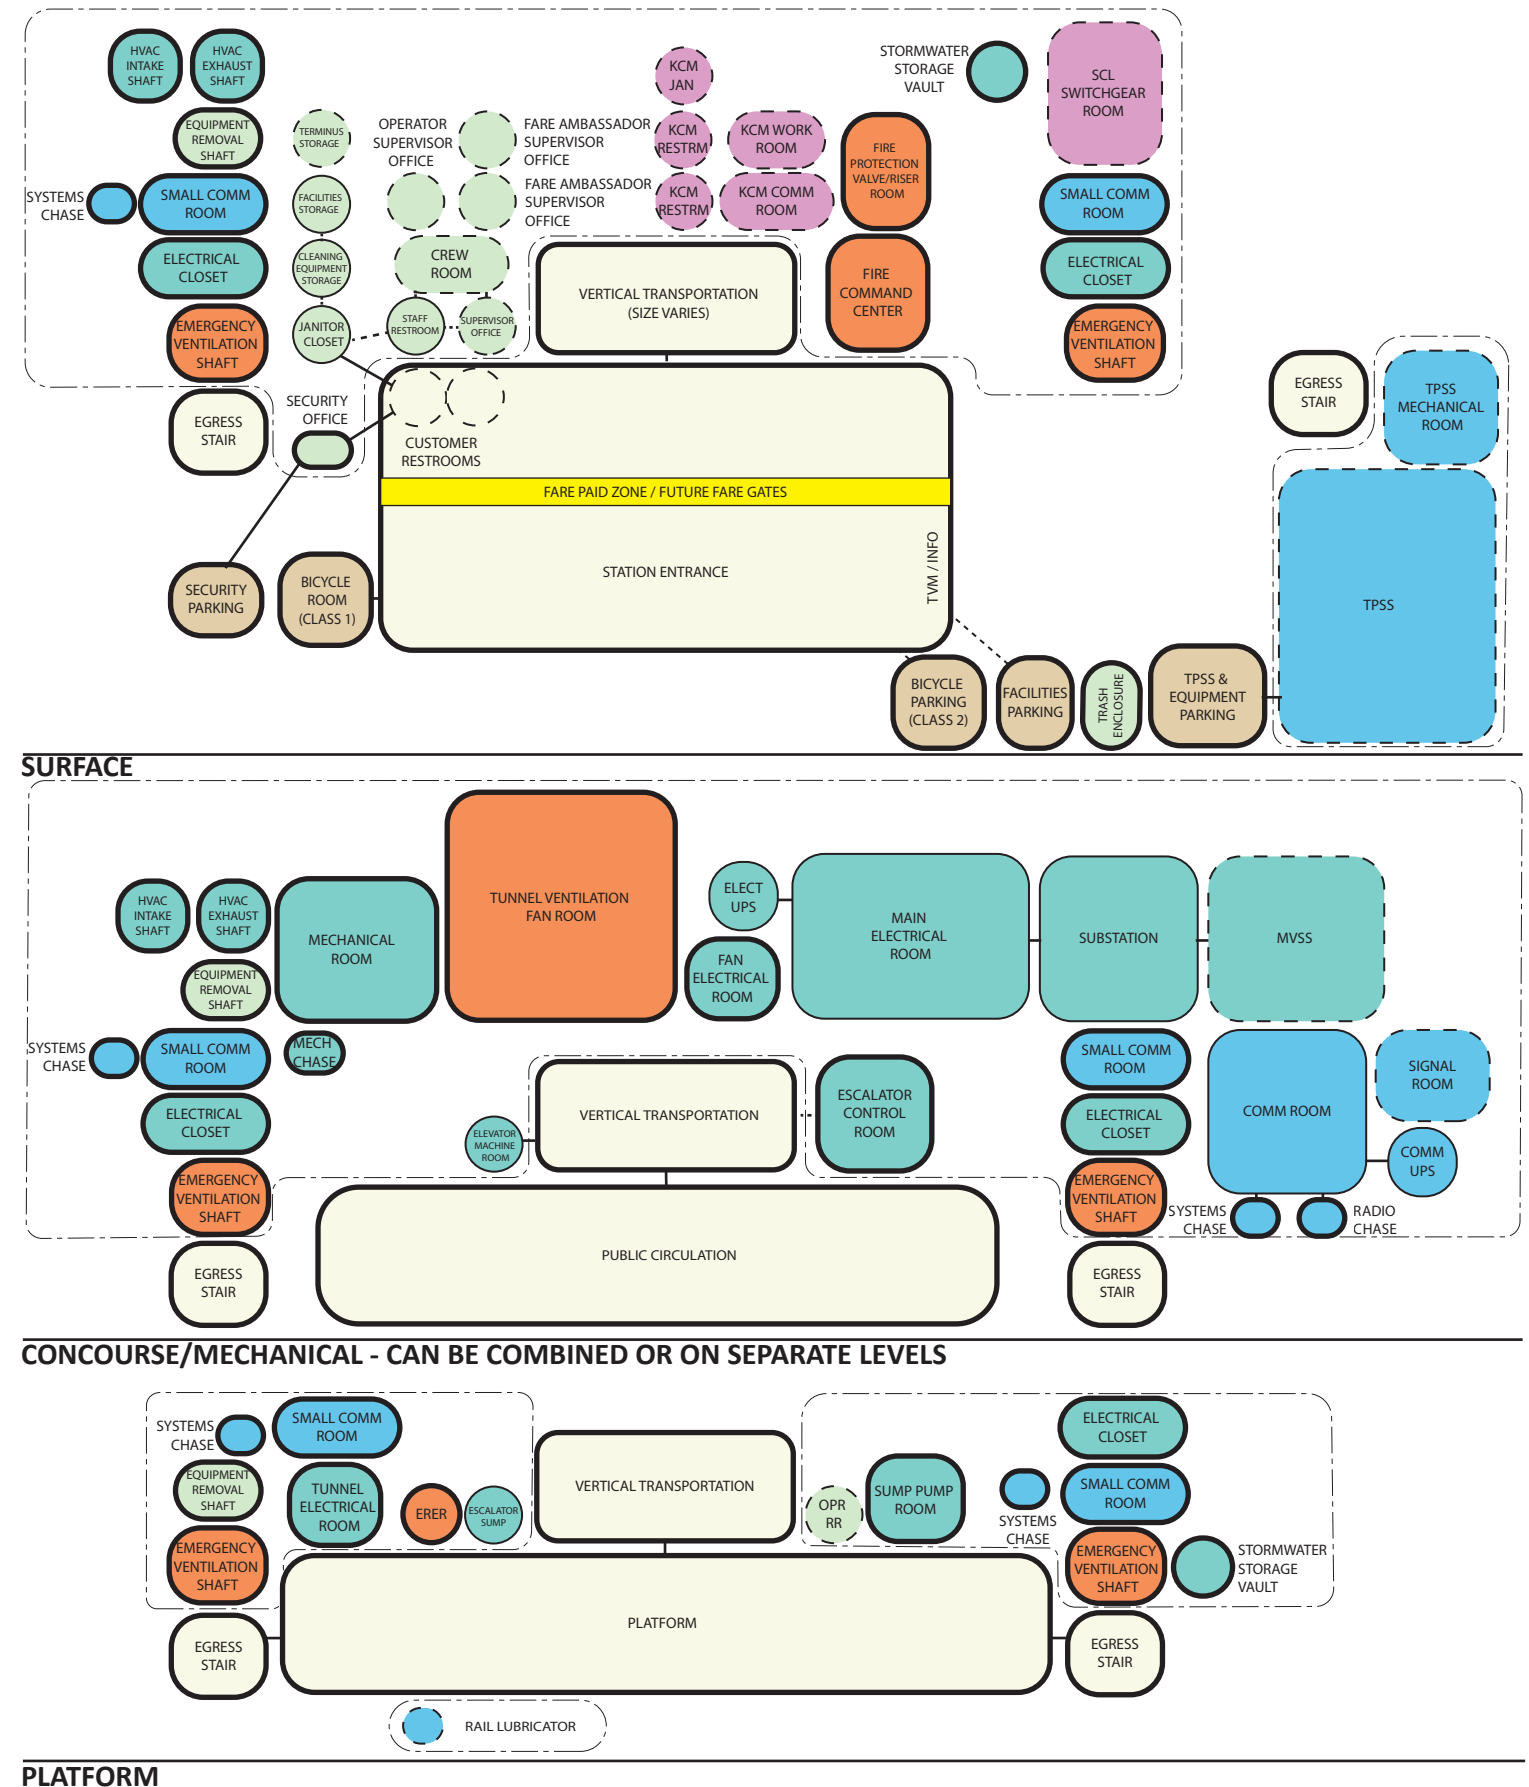 HVAC
INTAKE
SHAFT
HVAC
EXHAUST
SHAFT
EQUIPMENT
REMOVAL
SHAFT
SYSTEMS
CHASE
SMALL COMM
ROOM
ELECTRICAL
CLOSET
EMERGENCY
VENTILATION
SHAFT
EGRESS
STAIR
TERMINUS
STORAGE
FACILITIES
STORAGE
CLEANING
EQUIPMENT
STORAGE
JANITOR
CLOSET
OPERATOR
SUPERVISOR
OFFICE
FARE AMBASSADOR
SUPERVISOR
OFFICE
FARE AMBASSADOR
SUPERVISOR
OFFICE
CREW
ROOM
STAFF
RESTROOM
SUPERVISOR
OFFICE
KCM
JAN
KCM
RESTRM
KCM WORK
ROOM
KCM
RESTRM
KCM COMM
ROOM
STORMWATER
STORAGE
VAULT
FIRE
PROTECTION
VALVE/RISER
ROOM
FIRE
COMMAND
CENTER
SCL
SWITCHGEAR
ROOM
SMALL COMM
ROOM
ELECTRICAL
CLOSET
EMERGENCY
VENTILATION
SHAFT
VERTICAL TRANSPORTATION
(SIZE VARIES)
SECURITY
OFFICE
CUSTOMER
RESTROOMS
FARE PAID ZONE / FUTURE FARE GATES
STATION ENTRANCE
TVM / INFO
SECURITY
PARKING
BICYCLE
ROOM
(CLASS 1)
BICYCLE
PARKING
(CLASS 2)
FACILITIES
PARKING
TRASH
ENCLOSURE
TPSS &
EQUIPMENT
PARKING
EGRESS
STAIR
TPSS
MECHANICAL
ROOM
TPSS
SURFACE
HVAC
INTAKE
SHAFT
HVAC
EXHAUST
SHAFT
EQUIPMENT
REMOVAL
SHAFT
MECHANICAL
ROOM
TUNNEL VENTILATION
FAN ROOM
ELECT
UPS
FAN
ELECTRICAL
ROOM
MAIN
ELECTRICAL
ROOM
SUBSTATION
MVSS
SYSTEMS
CHASE
SMALL COMM
ROOM
MECH
CHASE
ELECTRICAL
CLOSET
EMERGENCY
VENTILATION
SHAFT
EGRESS
STAIR
ELEVATOR
MACHINE
ROOM
VERTICAL TRANSPORTATION
ESCALATOR
CONTROL
ROOM
PUBLIC CIRCULATION
SMALL COMM
ROOM
ELECTRICAL
CLOSET
EMERGENCY
VENTILATION
SHAFT
EGRESS
STAIR
COMM ROOM
SIGNAL
ROOM
COMM
UPS
SYSTEMS
CHASE
RADIO
CHASE
CONCOURSE/MECHANICAL - CAN BE COMBINED OR ON SEPARATE LEVELS
SYSTEMS
CHASE
SMALL COMM
ROOM
EQUIPMENT
REMOVAL
SHAFT
TUNNEL
ELECTRICAL
ROOM
ERER
ESCALATOR
SUMP
EMERGENCY
VENTILATION
SHAFT
EGRESS
STAIR
VERTICAL TRANSPORTATION
OPR
RR
SUMP PUMP
ROOM
SYSTEMS
CHASE
ELECTRICAL
CLOSET
SMALL COMM
ROOM
EMERGENCY
VENTILATION
SHAFT
STORMWATER
STORAGE
VAULT
PLATFORM
EGRESS
STAIR
RAIL LUBRICATOR
PLATFORM